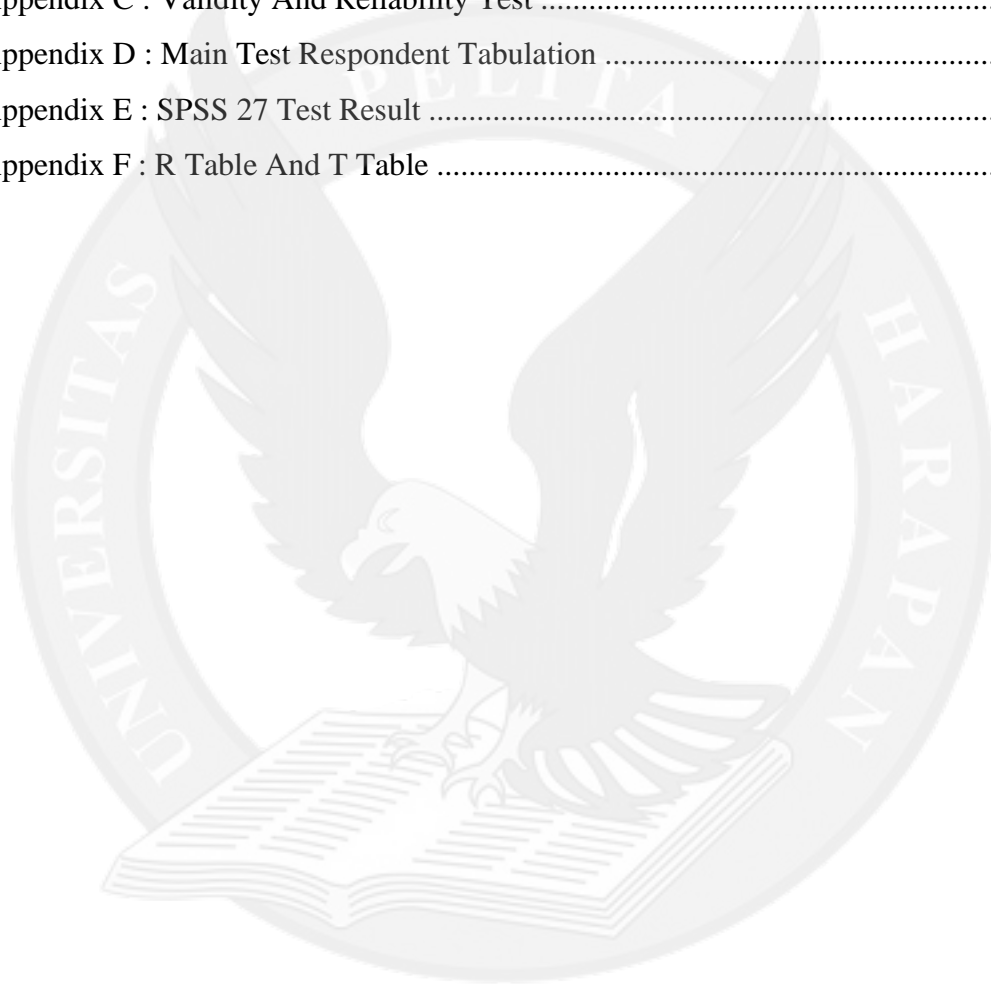 ppendix C : Validity And Reliability Test ....................................................................
ppendix D : Main Test Respondent Tabulation ..........................................................
ppendix E : SPSS 27 Test Result ...................................................................................
ppendix F : R Table And T Table ..................................................................................
UNIVERSITAS PELITA HARAPAN